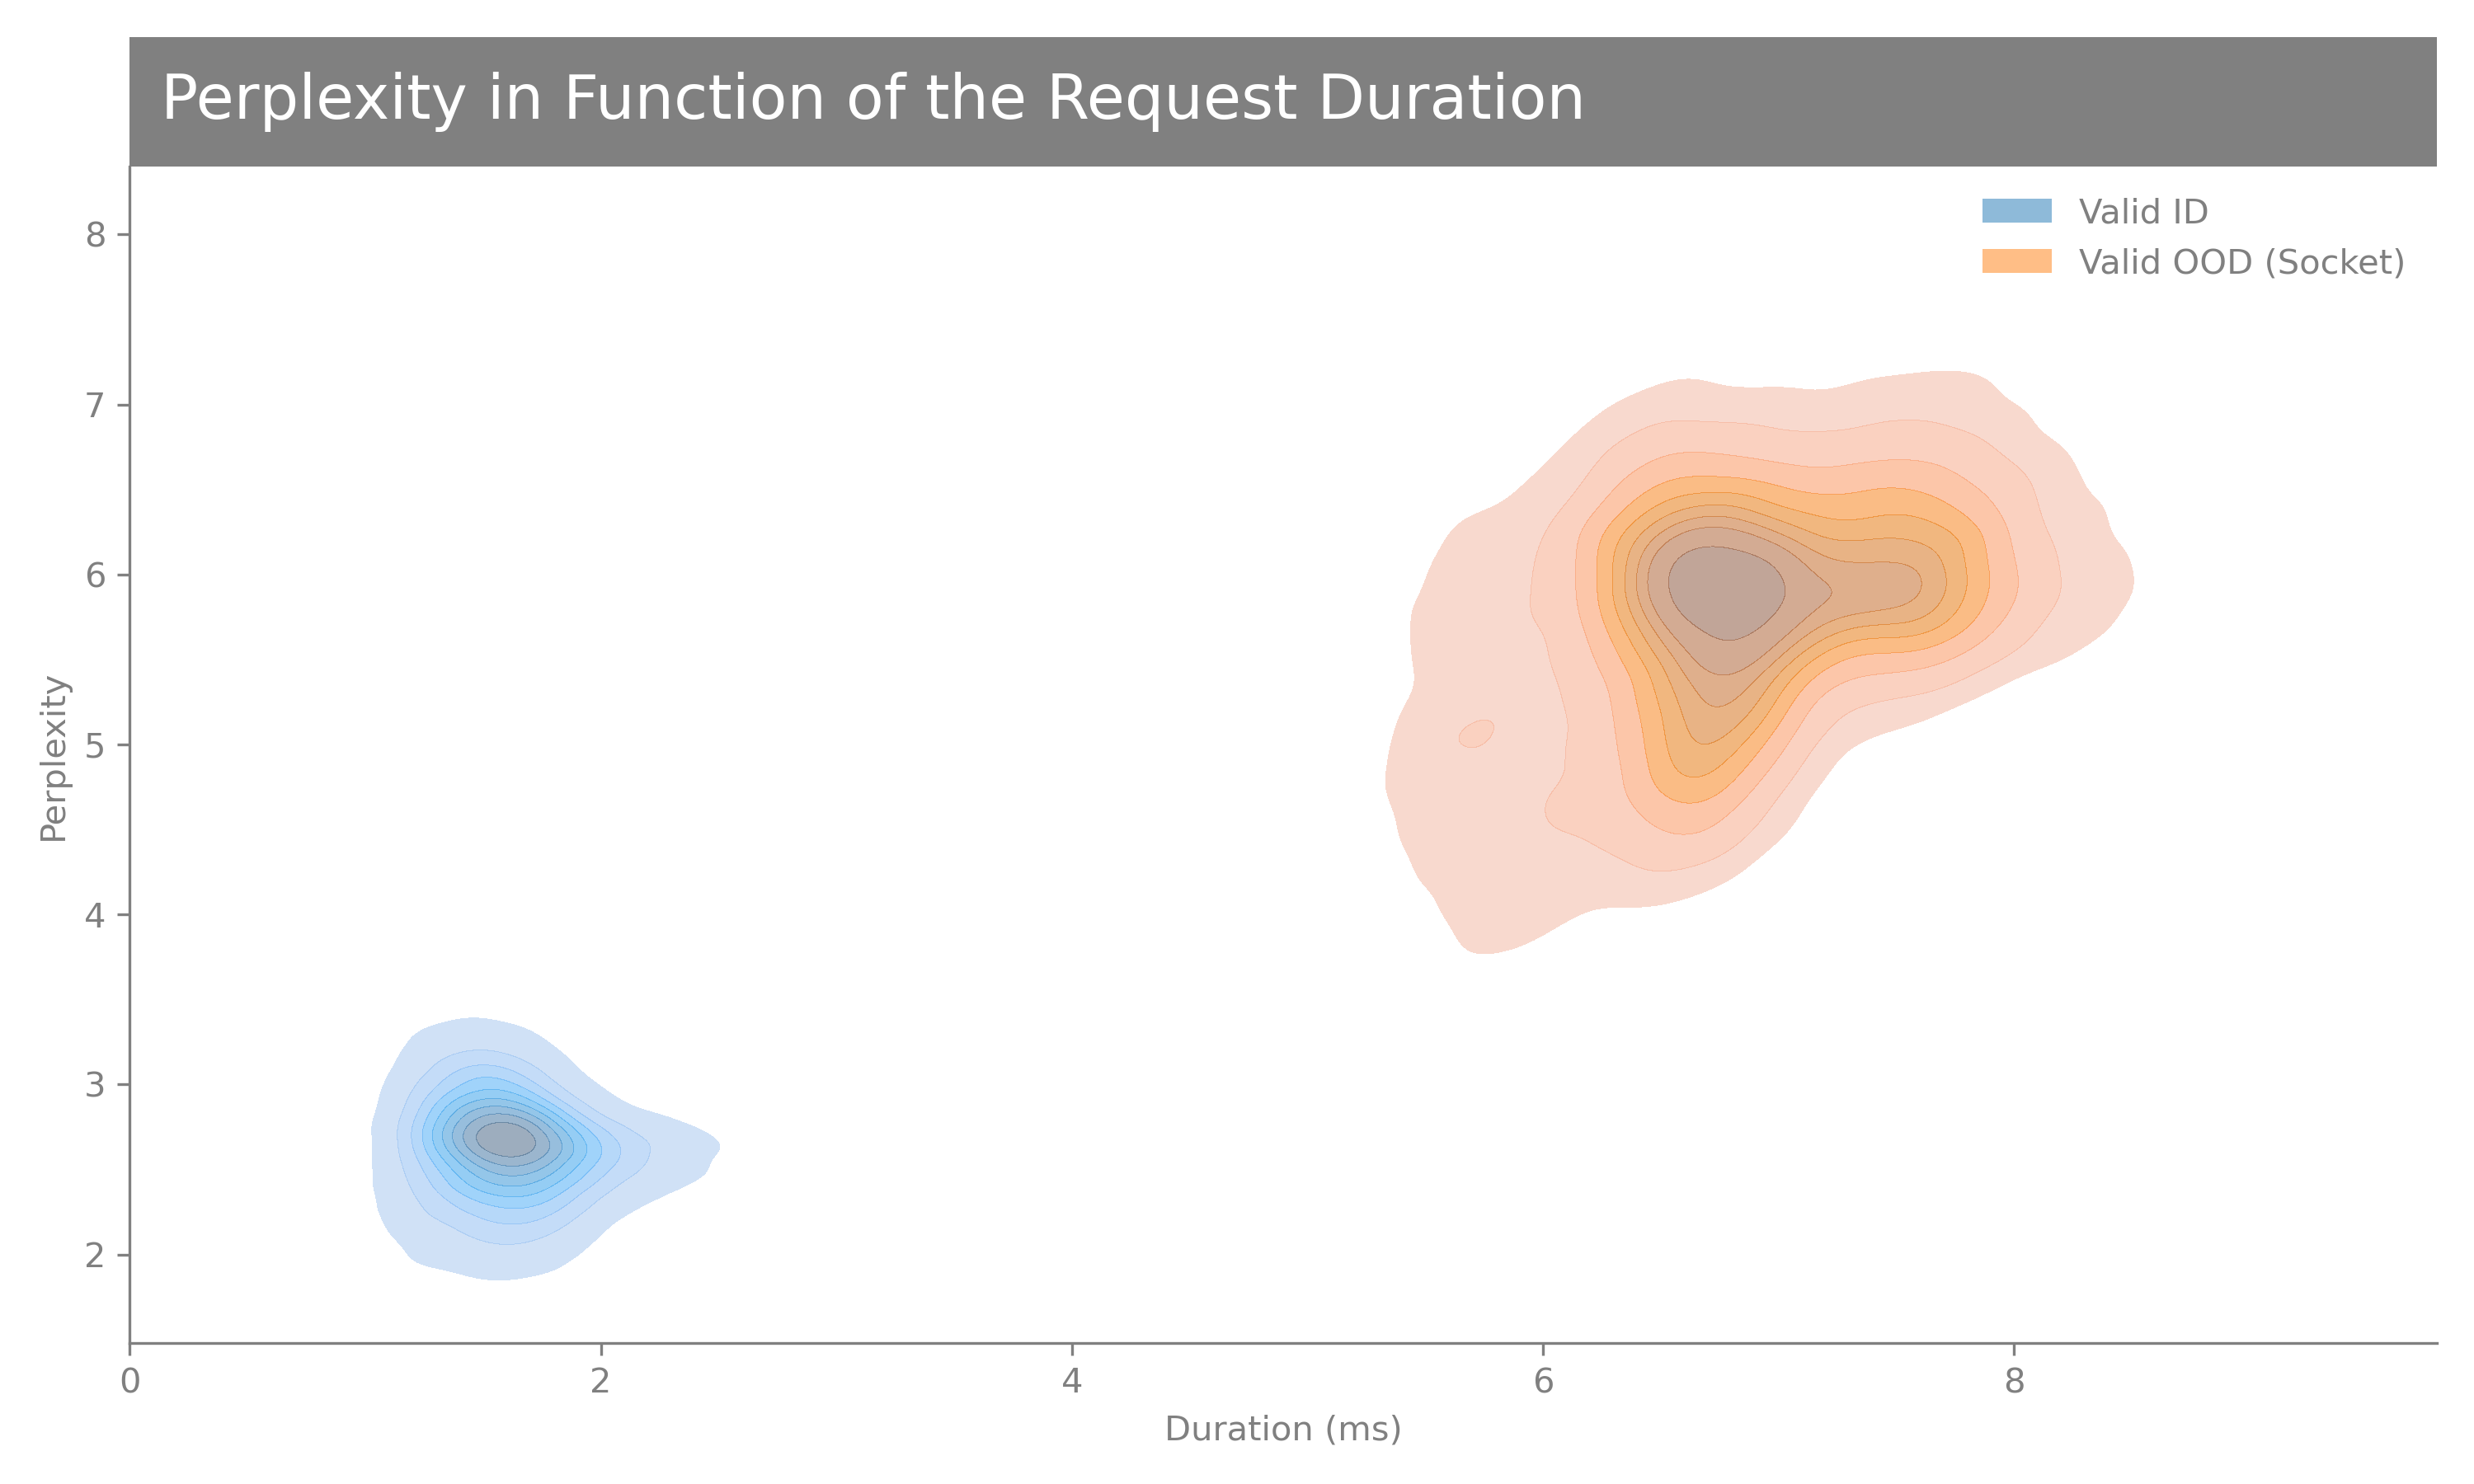 Perplexity in Function of the Request Duration
Valid ID
Valid OOD (Socket)
8
7
6
5
4
3
2
Perplexity
0 2 4 6 8
Duration (ms)